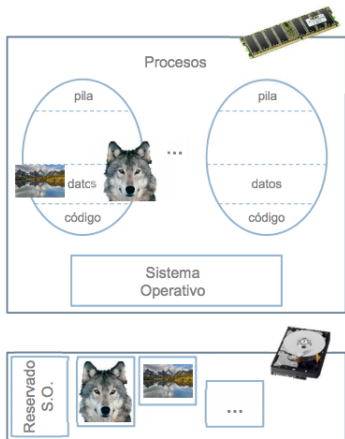 Procesos
pila
...
pila
datos
datos
código
código
Sistema
Operativo
Reservado
S.O.
...